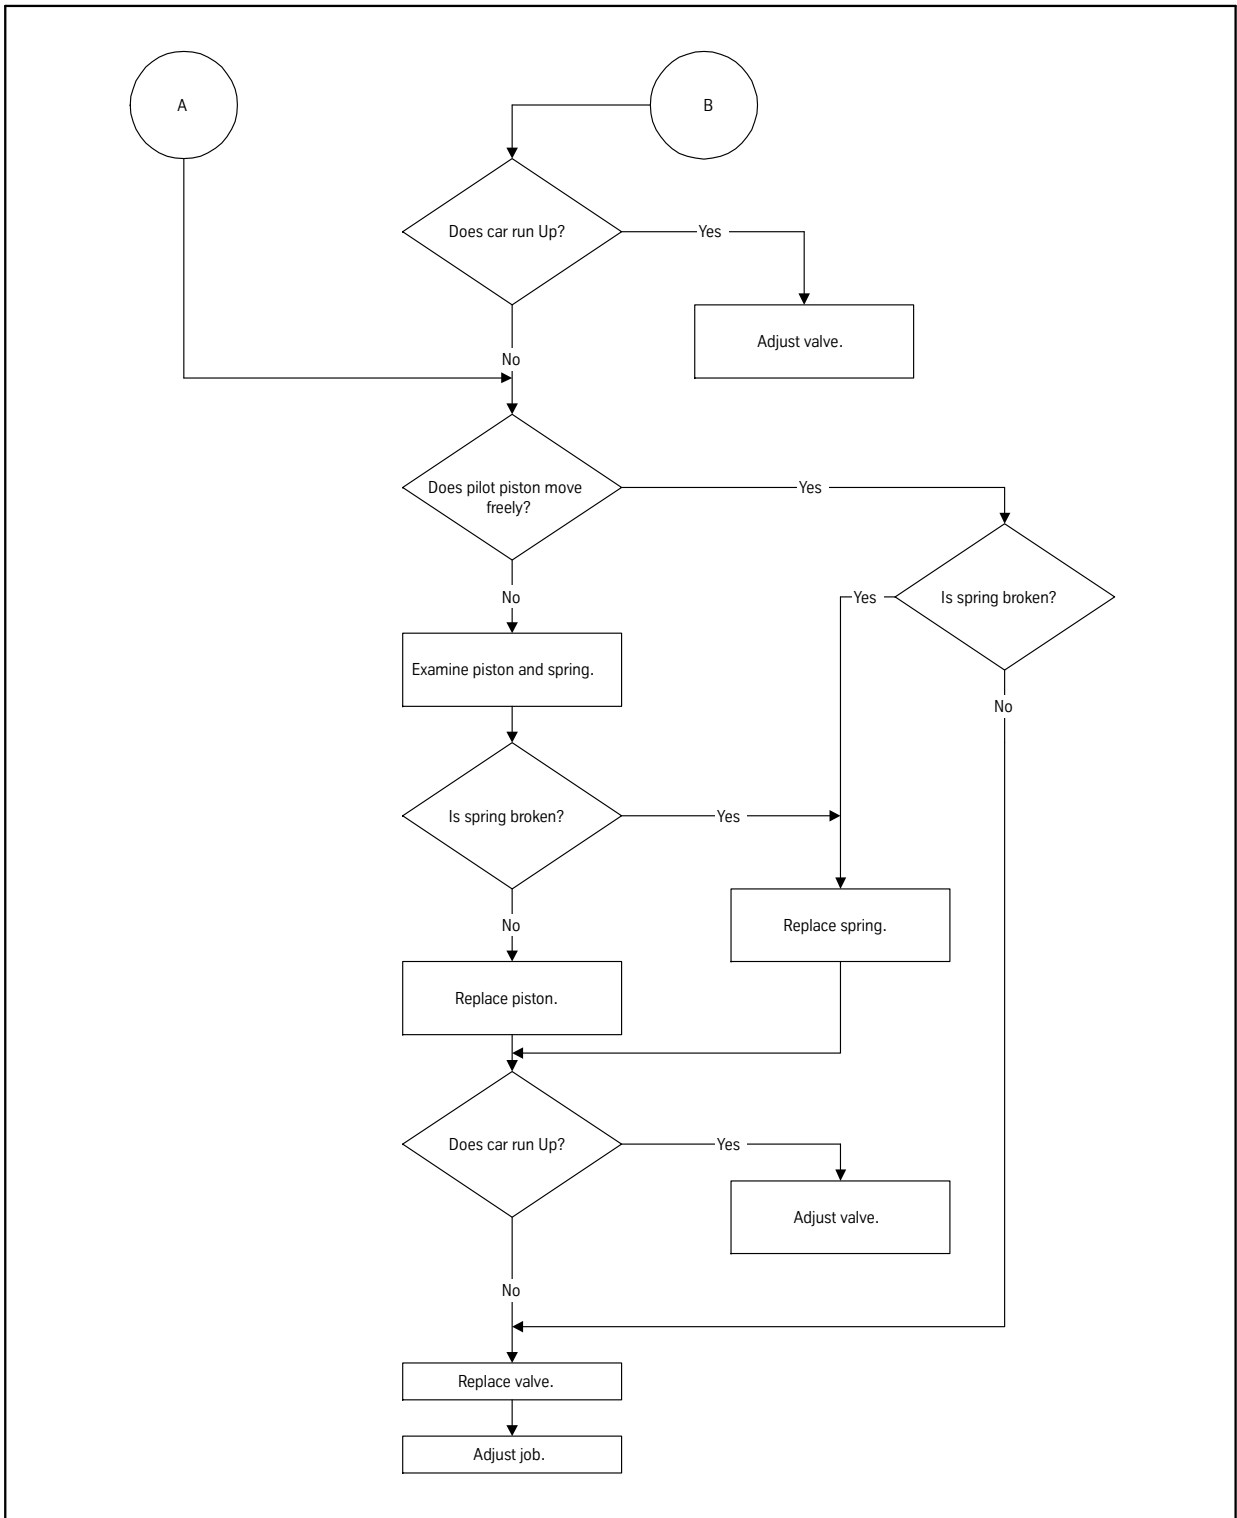 A
B
Does car run Up?
Yes
Adjust valve.
No
Does pilot piston move
freely?
Yes
Is spring broken?
Yes
No
Examine piston and spring.
No
Is spring broken?
Yes
Replace spring.
No
Replace piston.
Does car run Up?
Yes
Adjust valve.
No
Replace valve.
Adjust job.